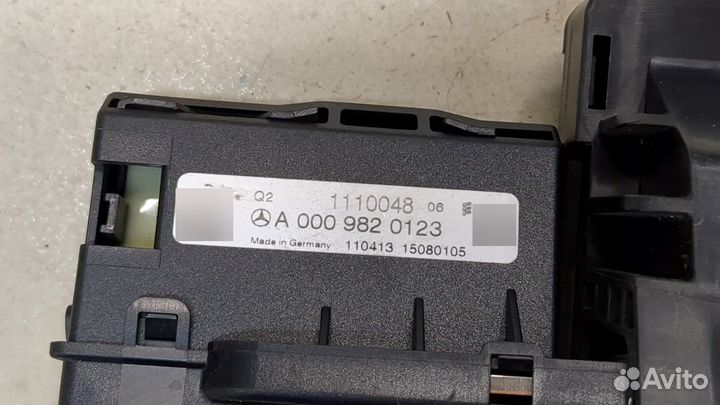 Q2 1110048 06
A 000 982 0123
Made in Germany 110413 15080105
Avito